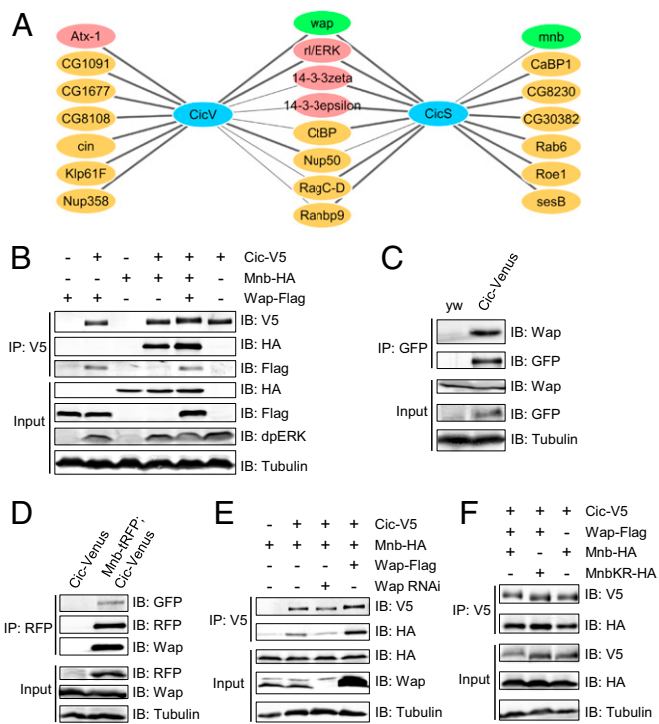 A
Atx-1
CG1091
CG1677
CG8108
cin
Klp61F
Nup358
CicV
wap
rl/ERK
14-3-3zeta
14-3-3epsilon
CtBP
Nup50
RagC-D
Ranbp9
CicS
mnb
CaBP1
CG8230
CG30382
Rab6
Roe1
sesB
B
- + - + + + Cic-V5
- - + + + - Mnb-HA
+ + - - + - Wap-Flag
IP: V5
IB: V5
IB: HA
IB: Flag
Input
IB: HA
IB: Flag
IB: dpERK
IB: Tubulin
C
yw Cic-Venus
IP: GFP
IB: Wap
IB: GFP
Input
IB: Wap
IB: GFP
IB: Tubulin
D
Cic-Venus
Mnb-tRFP;
Cic-Venus
IP: RFP
IB: GFP
IB: RFP
IB: Wap
Input
IB: RFP
IB: Wap
IB: Tubulin
E
- + + + Cic-V5
+ + + + Mnb-HA
- - - + Wap-Flag
- - + - Wap RNAi
IP: V5
IB: V5
IB: HA
Input
IB: HA
IB: Wap
IB: Tubulin
F
+ + + Cic-V5
+ + - Wap-Flag
+ - + Mnb-HA
- + - MnbKR-HA
IP: V5
IB: V5
IB: HA
Input
IB: V5
IB: HA
IB: Tubulin